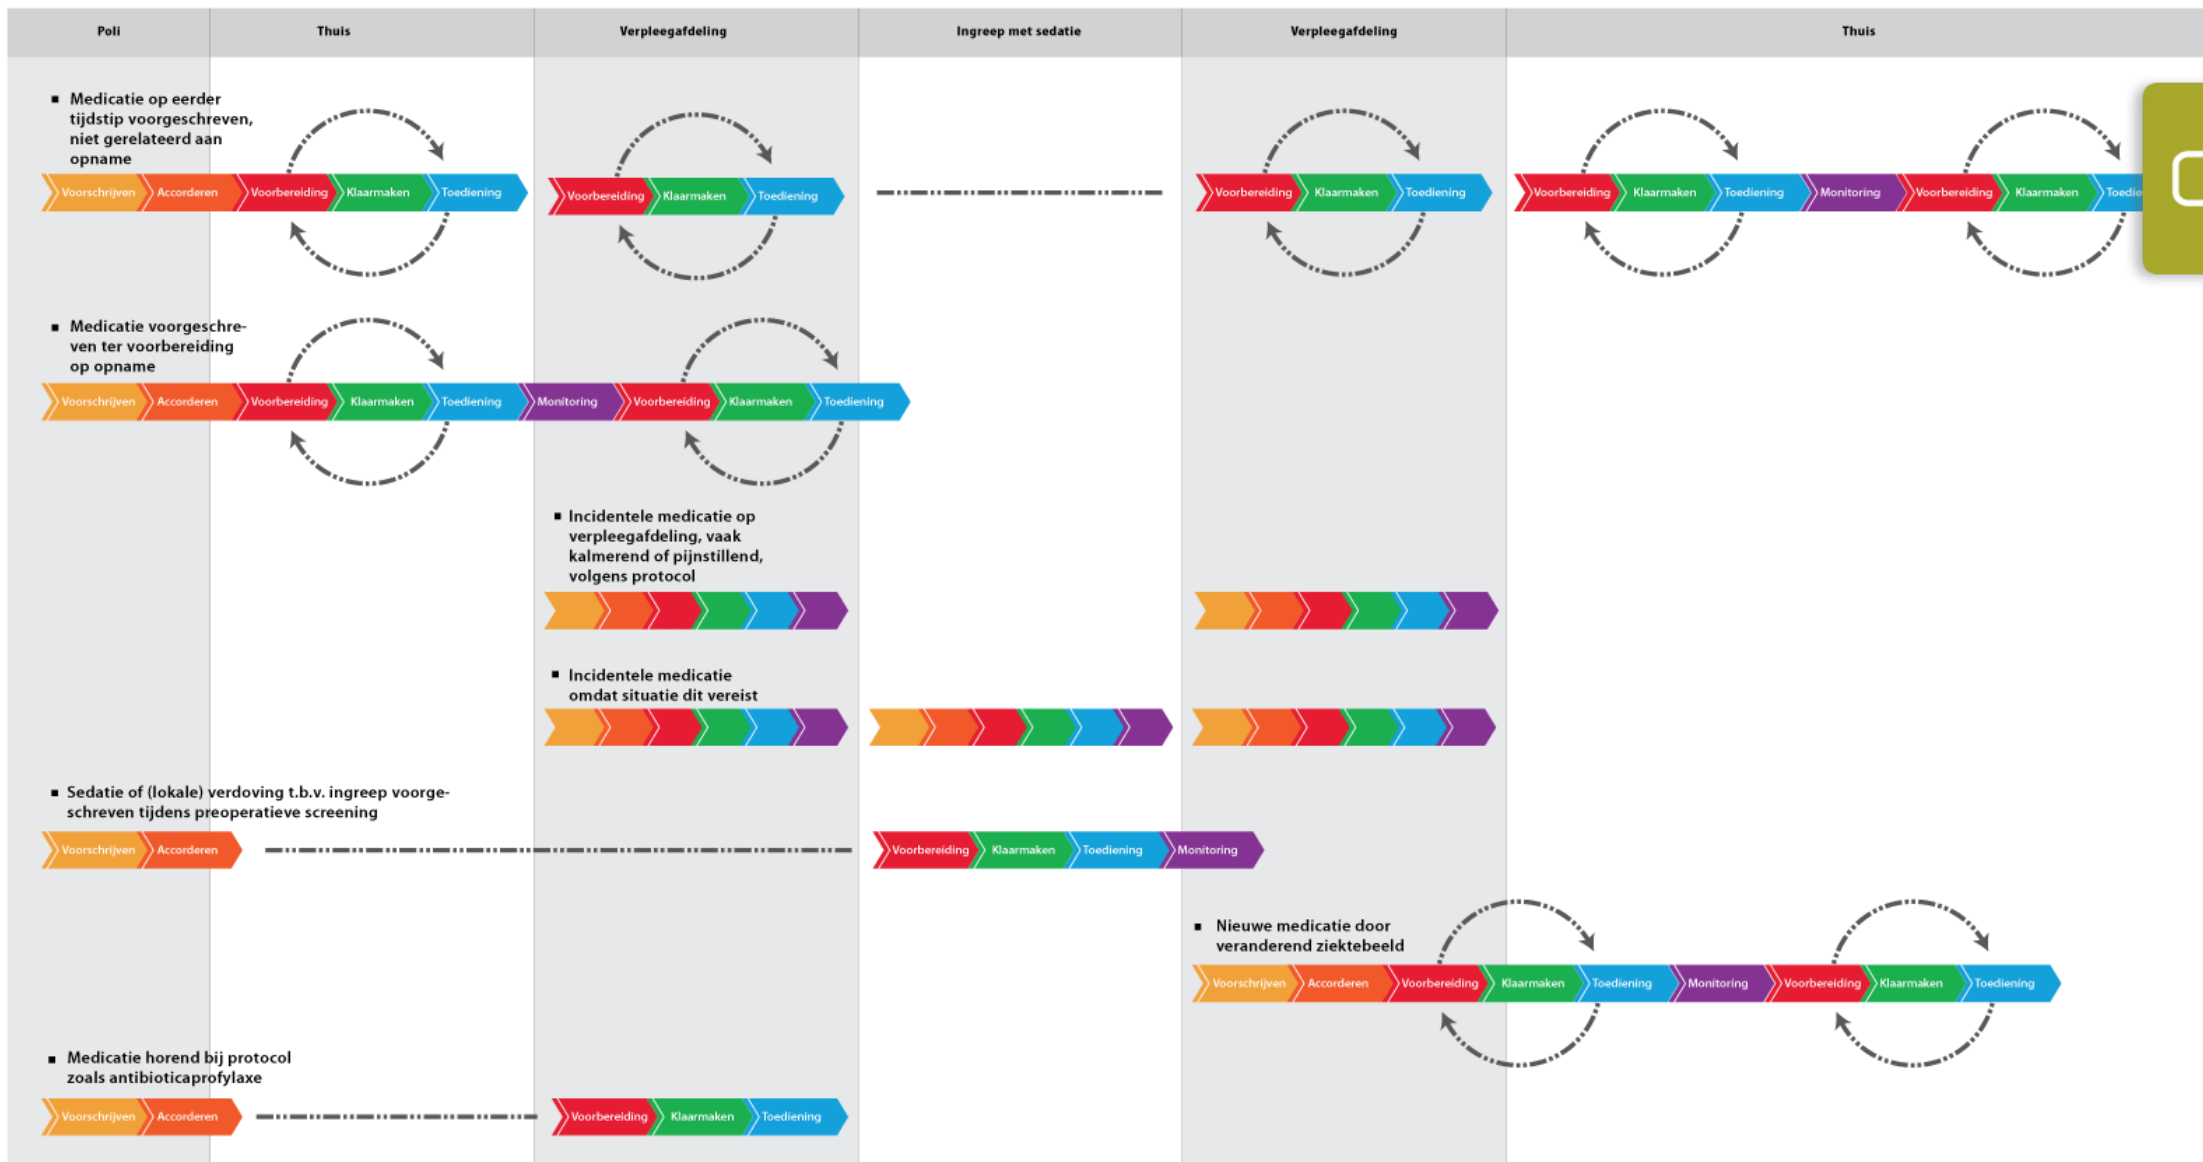 Poli Thuis Verpleegafdeling Ingreep met sedatie Verpleegafdeling Thuis
▪ Medicatie op eerder
tijdstip voorgeschreven,
niet gerelateerd aan
opname
Voorschrijven Accorderen Voorbereiding Klaarmaken Toediening Voorbereiding Klaarmaken Toediening Voorbereiding Klaarmaken Toediening Voorbereiding Klaarmaken Toediening Monitoring Voorbereiding Klaarmaken Toedie
▪ Medicatie voorgeschre-
ven ter voorbereiding
op opname
Voorschrijven Accorderen Voorbereiding Klaarmaken Toediening Monitoring Voorbereiding Klaarmaken Toediening
▪ Incidentele medicatie op
verpleegafdeling, vaak
kalmerend of pijnstillend,
volgens protocol
▪ Incidentele medicatie
omdat situatie dit vereist
▪ Sedatie of (lokale) verdoving t.b.v. ingreep voorge-
schreven tijdens preoperatieve screening
Voorschrijven Accorderen Voorbereiding Klaarmaken Toediening Monitoring
▪ Nieuwe medicatie door
veranderend ziektebeeld
Voorschrijven Accorderen Voorbereiding Klaarmaken Toediening Monitoring Voorbereiding Klaarmaken Toediening
▪ Medicatie horend bij protocol
zoals antibioticaprofylaxe
Voorschrijven Accorderen Voorbereiding Klaarmaken Toediening